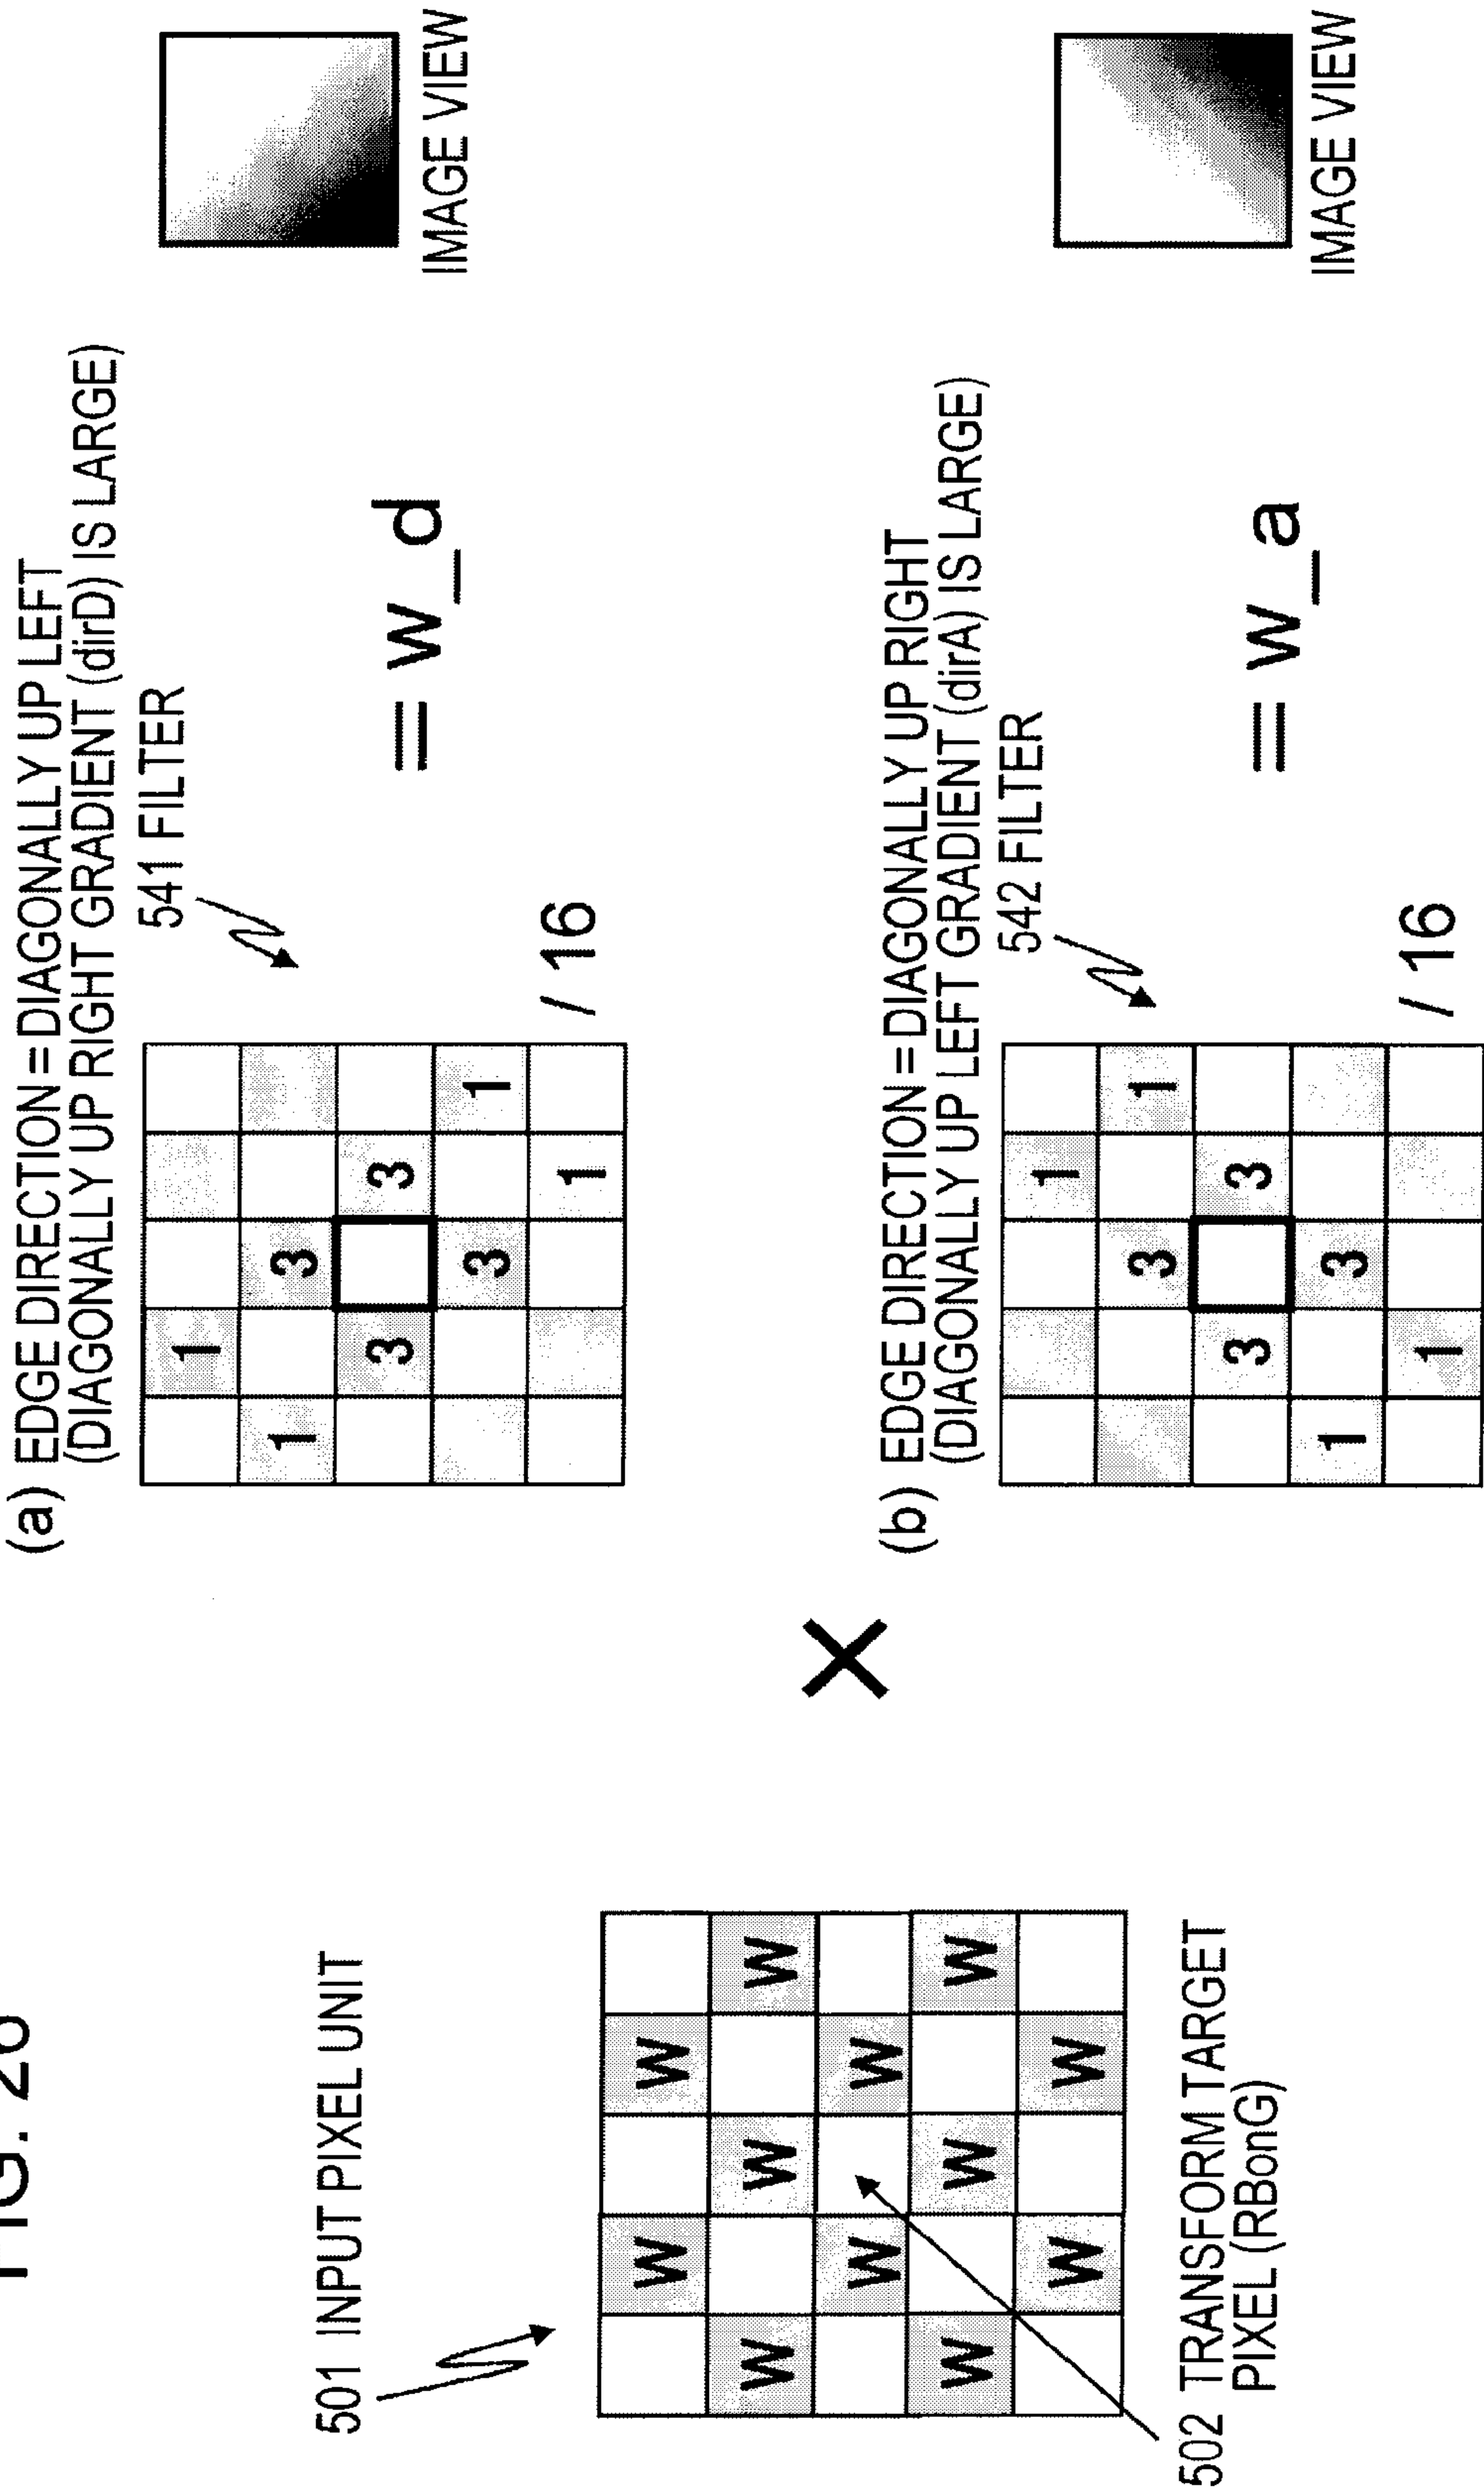 FIG.
501 INPUT PIXEL UNIT
W W
W W W
W W
W W W
W W
502 TRANSFORM TARGET
PIXEL (RBonG)
×
(a) EDGE DIRECTION = DIAGONALLY UP LEFT
(DIAGONALLY UP RIGHT GRADIENT (dirD) IS LARGE)
541 FILTER
1
1 3
3 3
3 1
1
/ 16
= w_d
IMAGE VIEW
(b) EDGE DIRECTION = DIAGONALLY UP RIGHT
(DIAGONALLY UP LEFT GRADIENT (dirA) IS LARGE)
542 FILTER
1
3 1
3 3
1 3
1
/ 16
= w_a
IMAGE VIEW